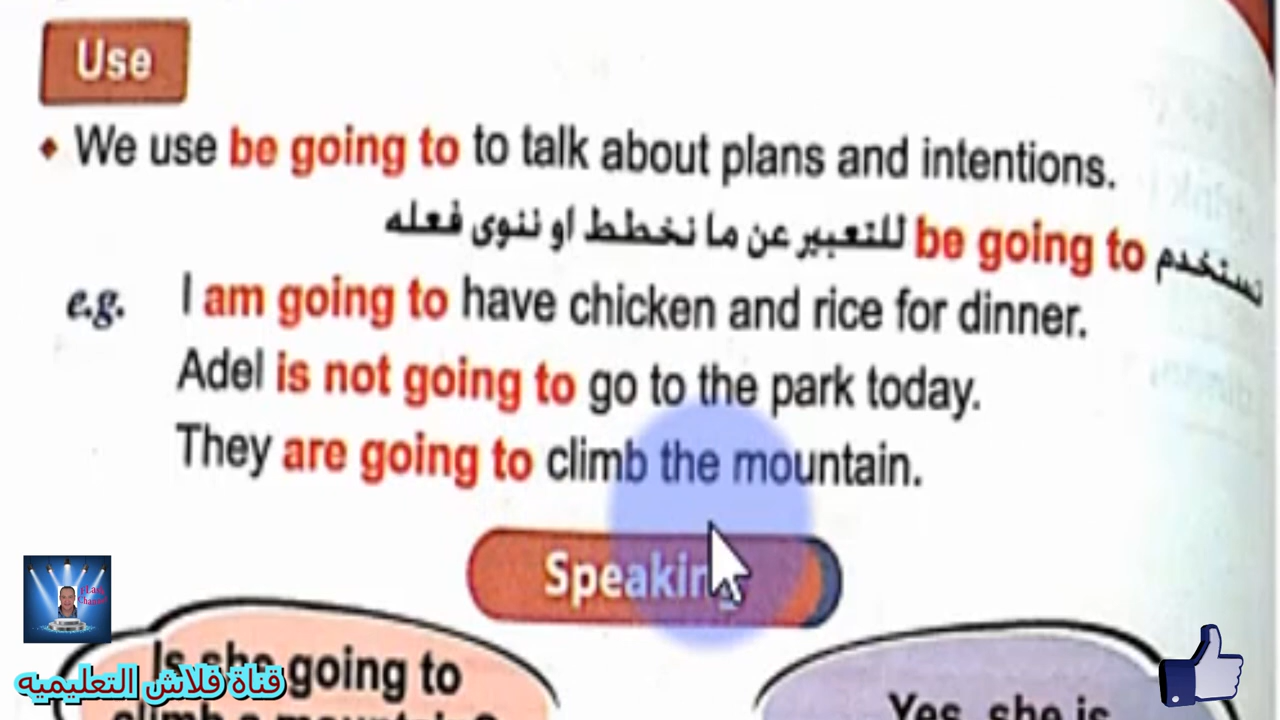 Use
• We use be going to to talk about plans and intentions.
نستخدم be going to للتعبير عن ما نخطط او ننوى فعله
e.g. I am going to have chicken and rice for dinner.
Adel is not going to go to the park today.
They are going to climb the mountain.
Speaking
Is she going to
climb a mountain?
Yes, she is
قناة فلاش التعليميه